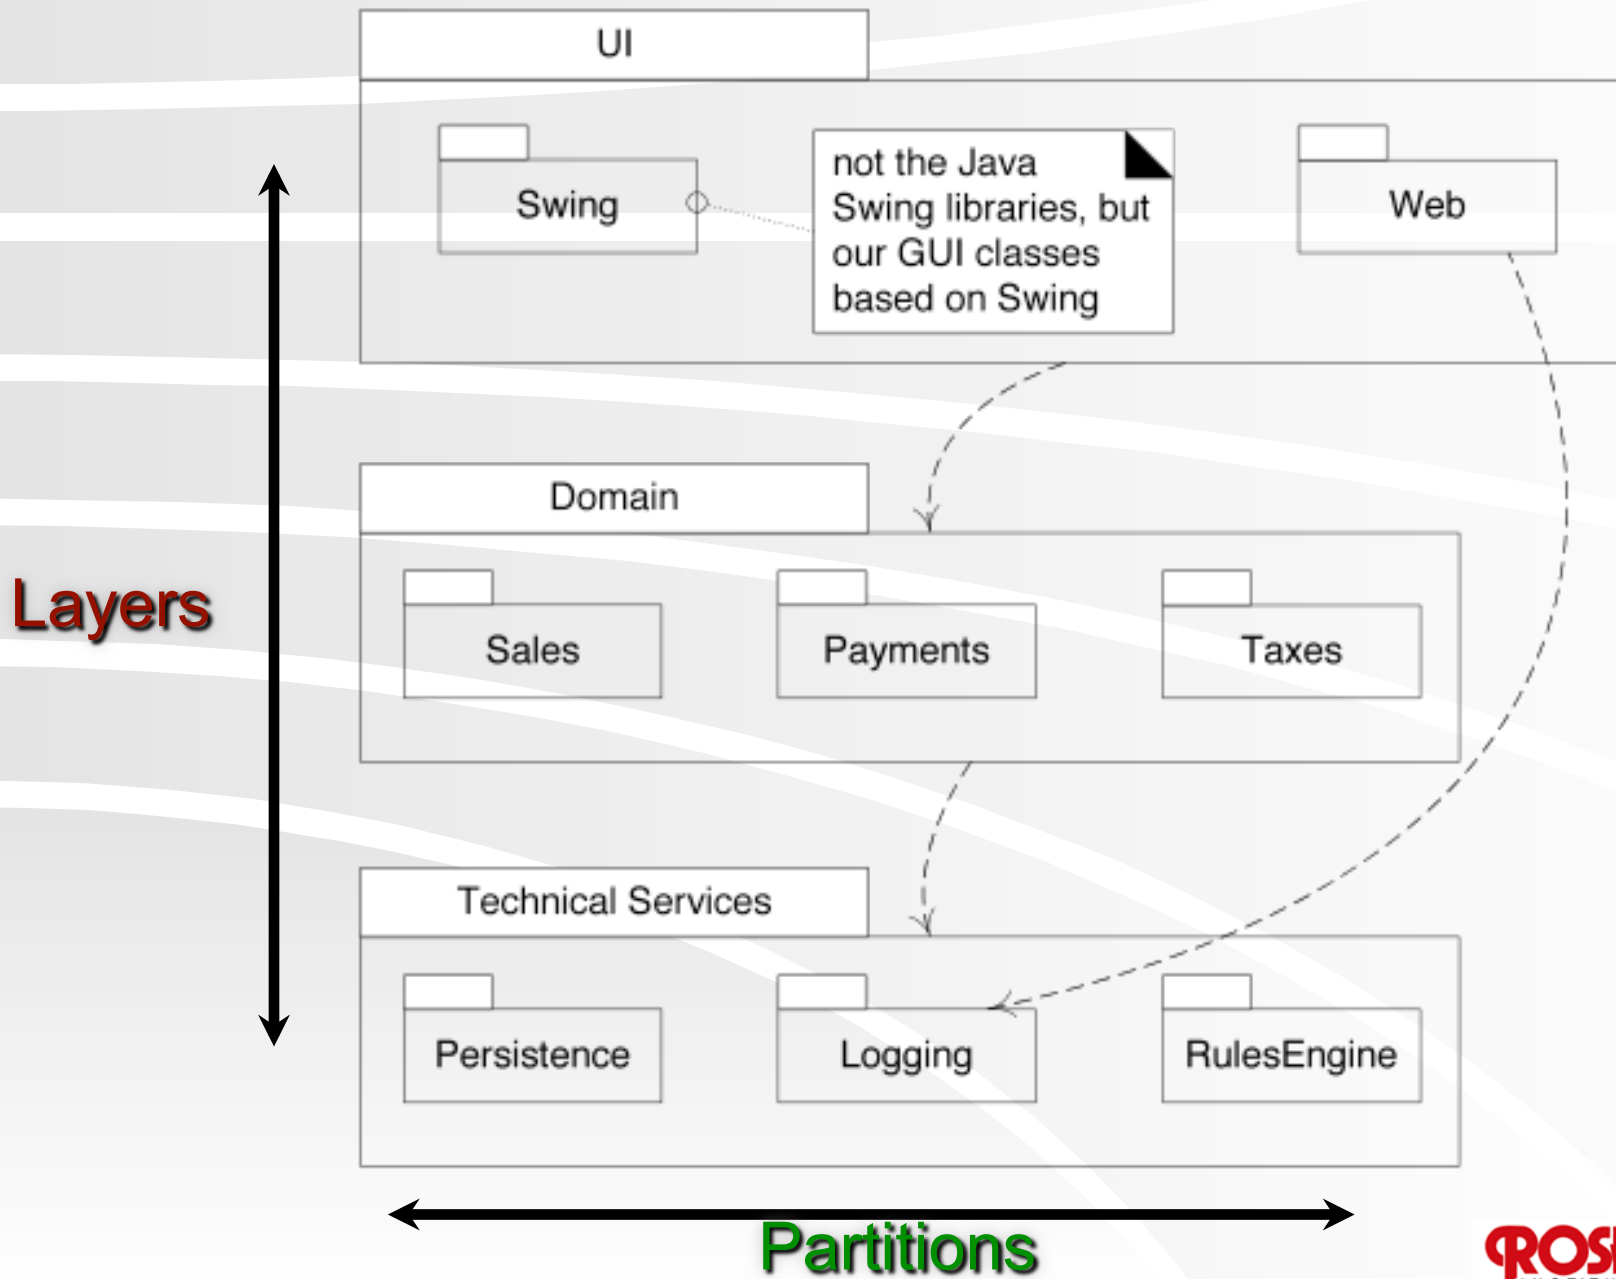 UI
Swing
not the Java
Swing libraries, but
our GUI classes
based on Swing
Web
Layers
Domain
Sales
Payments
Taxes
Technical Services
Persistence
Logging
RulesEngine
Partitions